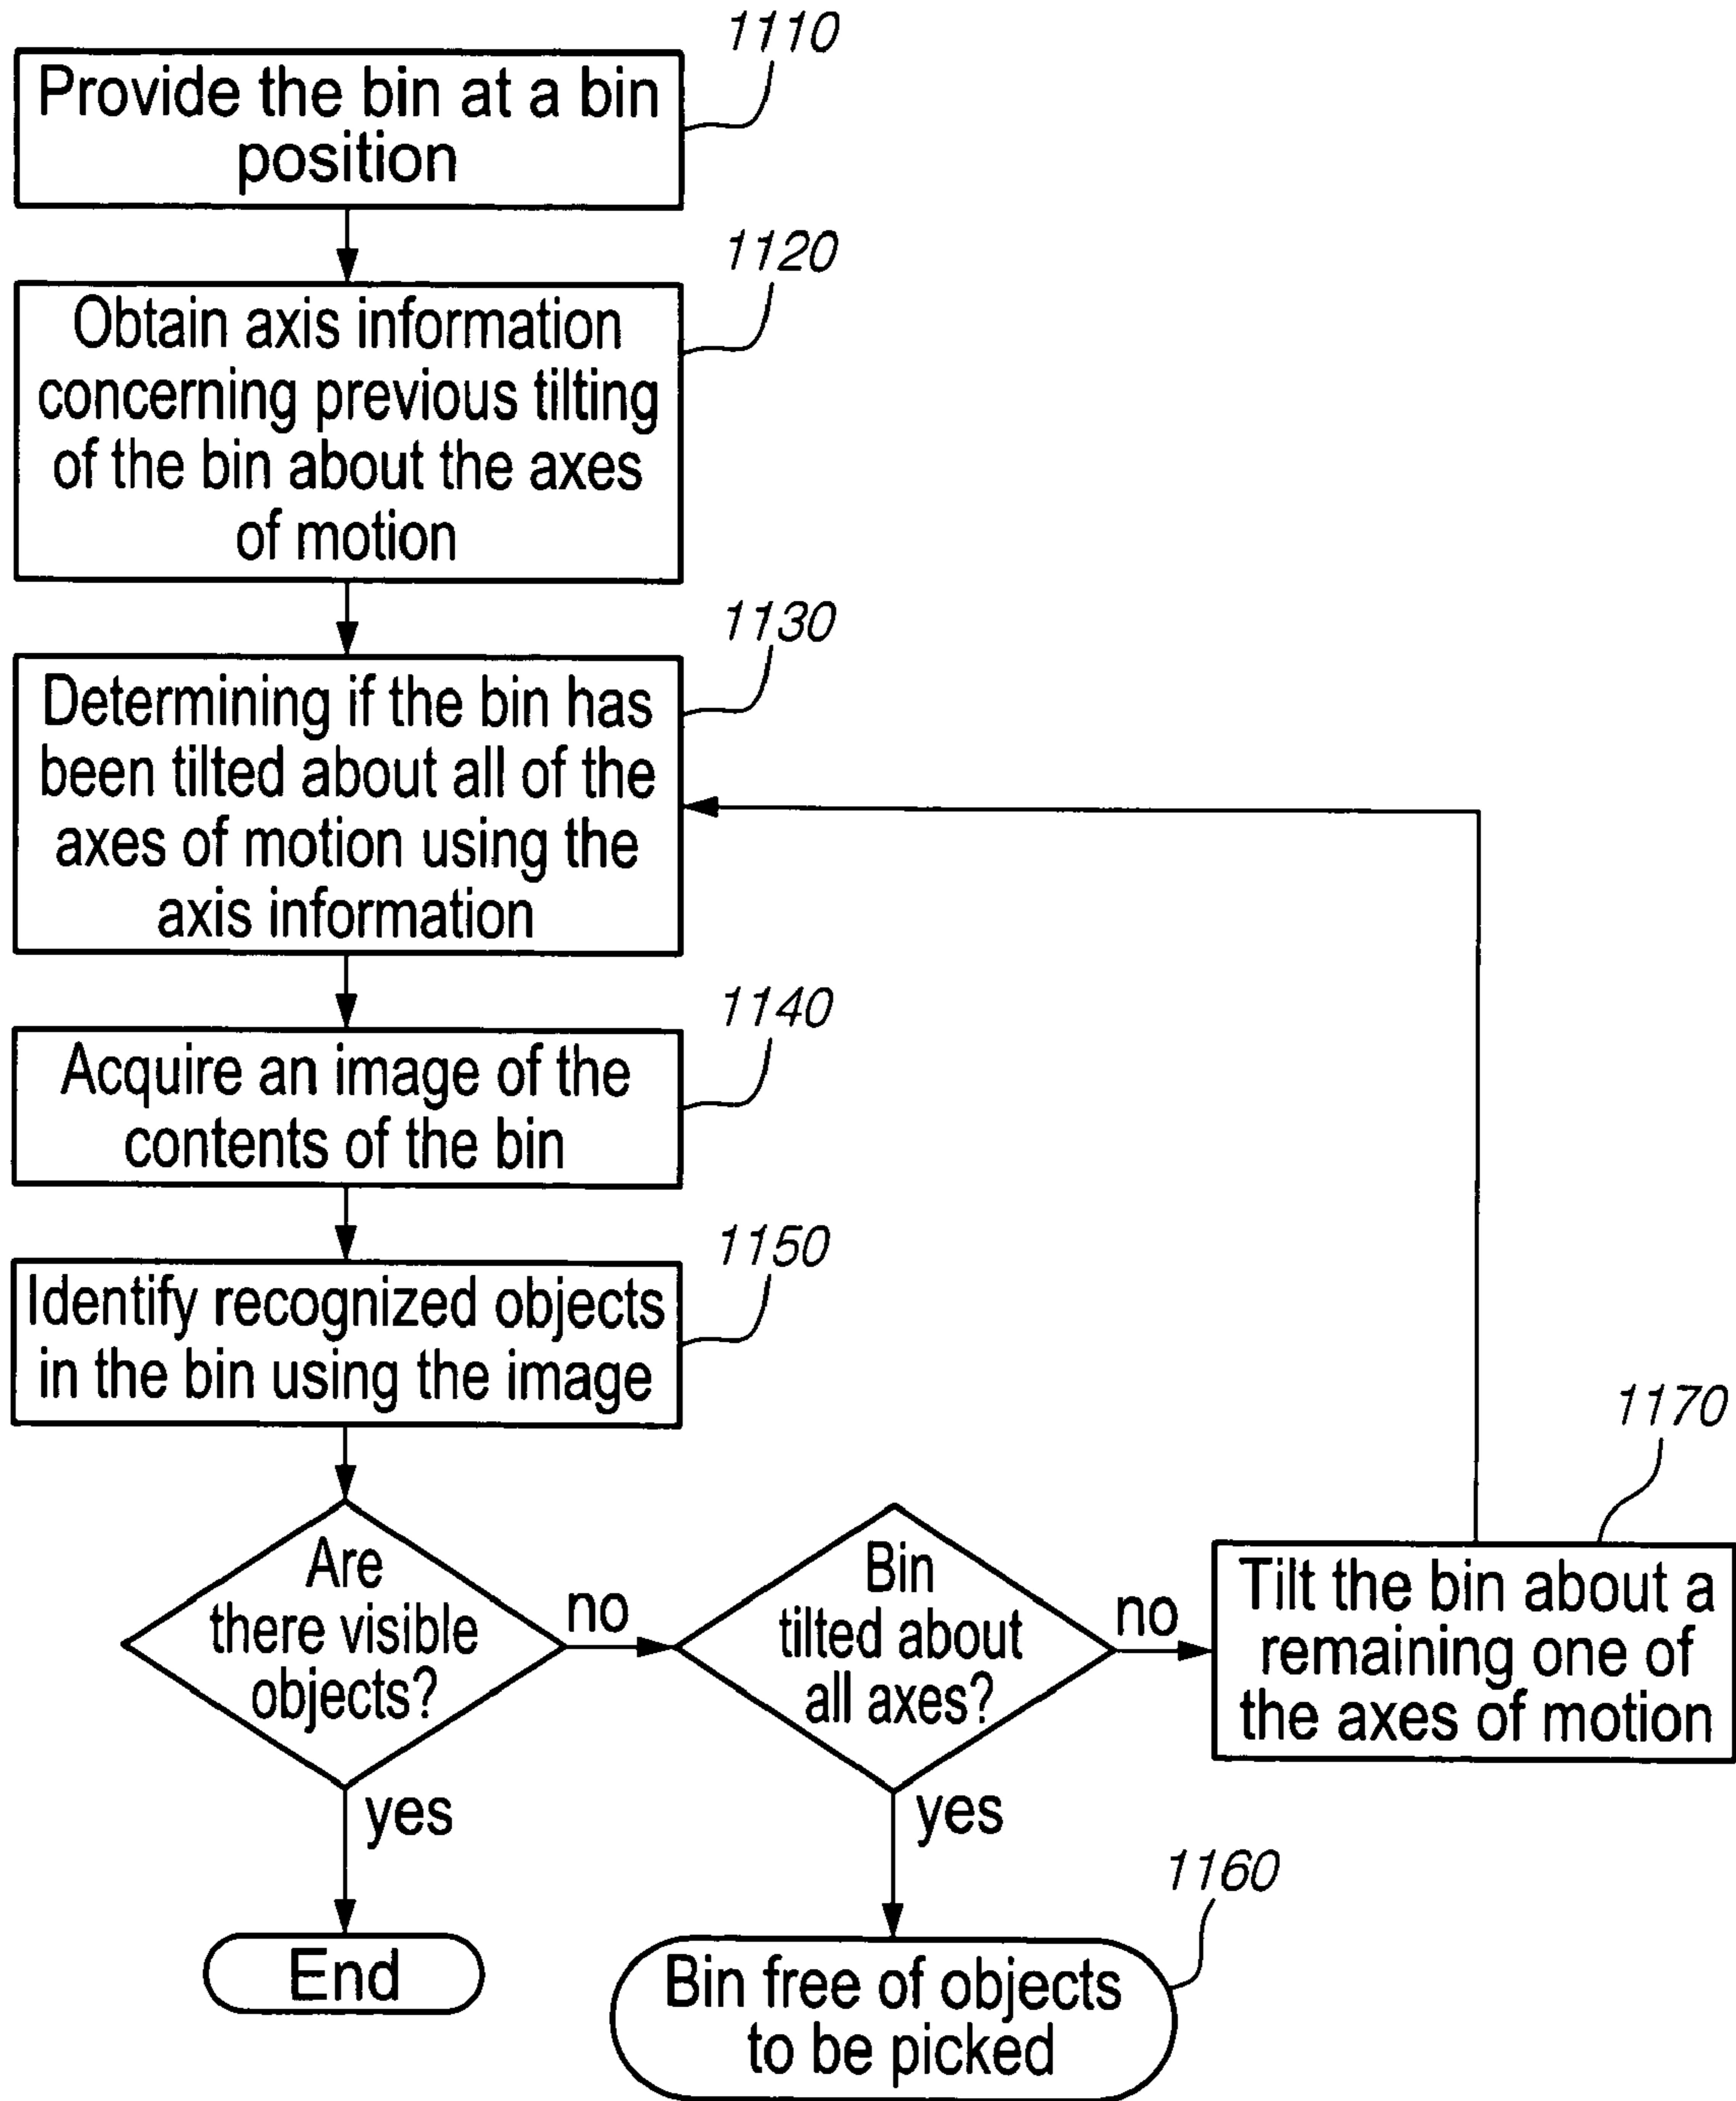 1110
Provide the bin at a bin
position
1120
Obtain axis information
concerning previous tilting
of the bin about the axes
of motion
1130
Determining if the bin has
been tilted about all of the
axes of motion using the
axis information
1140
Acquire an image of the
contents of the bin
1150
Identify recognized objects
in the bin using the image
Are
there visible
objects?
no
yes
End
Bin
tilted about
all axes?
no
yes
1160
Bin free of objects
to be picked
1170
Tilt the bin about a
remaining one of
the axes of motion